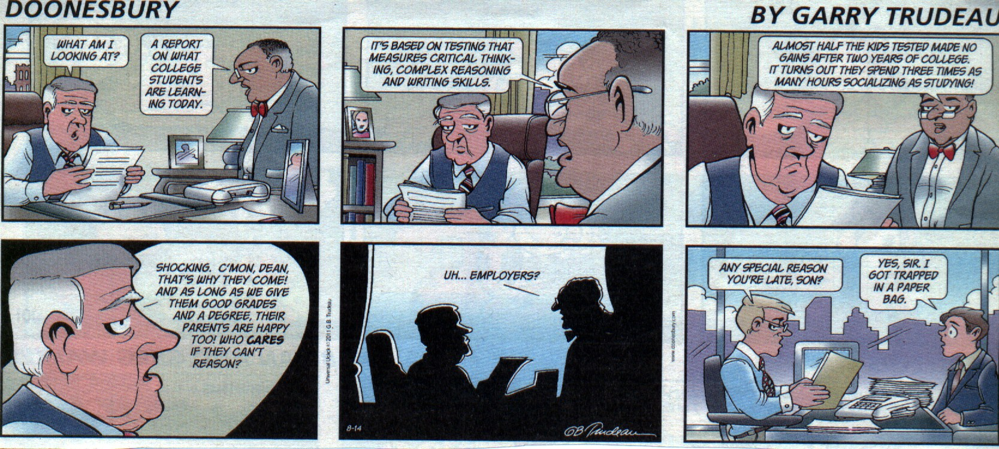 DOONESBURY
BY GARRY TRUDEAU
WHAT AM I
LOOKING AT?
A REPORT
ON WHAT
COLLEGE
STUDENTS
ARE LEARN-
ING TODAY.
IT'S BASED ON TESTING THAT
MEASURES CRITICAL THINK-
ING, COMPLEX REASONING
AND WRITING SKILLS.
ALMOST HALF THE KIDS TESTED MADE NO
GAINS AFTER TWO YEARS OF COLLEGE.
IT TURNS OUT THEY SPEND THREE TIMES AS
MANY HOURS SOCIALIZING AS STUDYING!
SHOCKING. C'MON, DEAN,
THAT'S WHY THEY COME!
AND AS LONG AS WE GIVE
THEM GOOD GRADES
AND A DEGREE, THEIR
PARENTS ARE HAPPY
TOO! WHO CARES
IF THEY CAN'T
REASON?
Universal Uclick © 2011 G.B. Trudeau
UH... EMPLOYERS?
8-14
GB Trudeau
www.doonesbury.com
ANY SPECIAL REASON
YOU'RE LATE, SON?
YES, SIR. I
GOT TRAPPED
IN A PAPER
BAG.